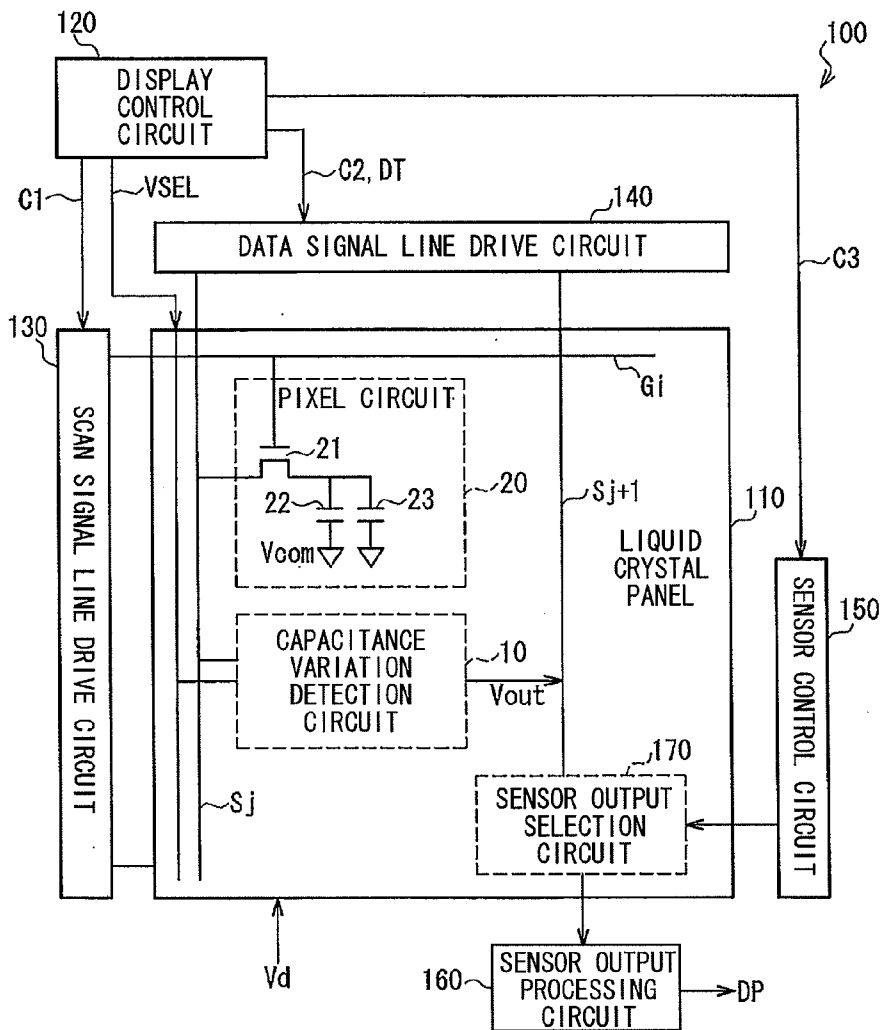 120
100
DISPLAY
CONTROL
CIRCUIT
C1
VSEL
C2, DT
140
DATA SIGNAL LINE DRIVE CIRCUIT
C3
130
SCAN SIGNAL LINE DRIVE CIRCUIT
Gi
PIXEL CIRCUIT
21
22
23
20
Vcom
Sj+1
110
LIQUID
CRYSTAL
PANEL
150
SENSOR CONTROL CIRCUIT
CAPACITANCE
VARIATION
DETECTION
CIRCUIT
10
Vout
170
Sj
SENSOR OUTPUT
SELECTION
CIRCUIT
Vd
160
SENSOR OUTPUT
PROCESSING
CIRCUIT
DP